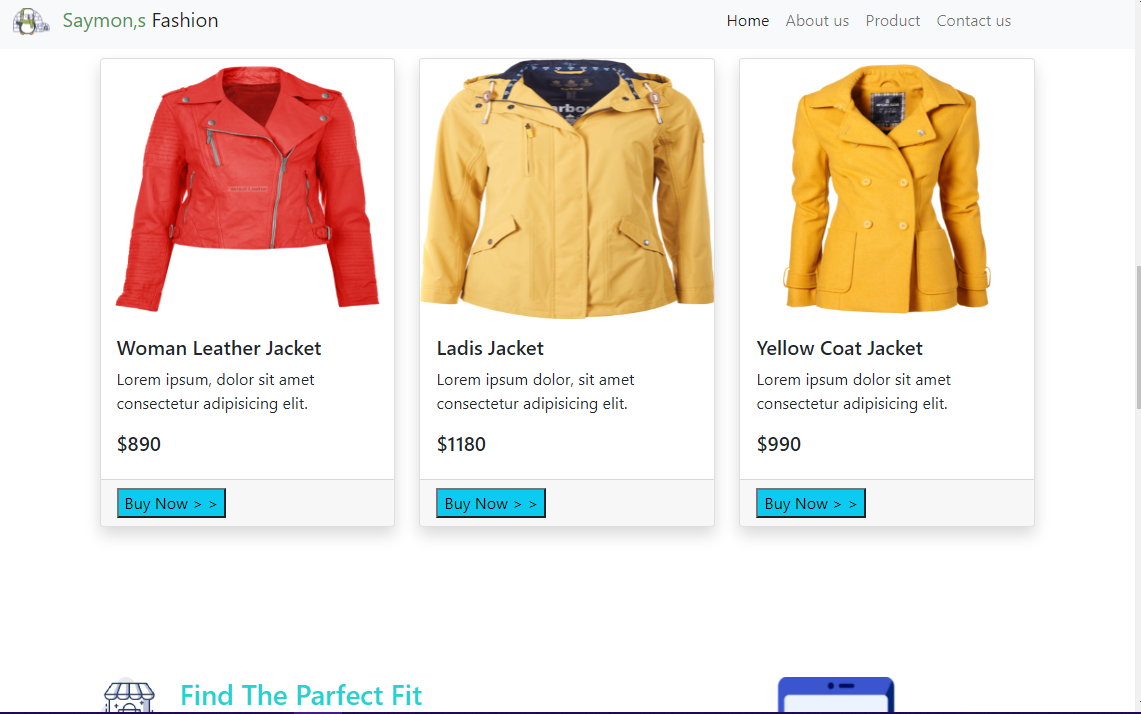 Saymon,s Fashion
Home About us Product Contact us
Woman Leather Jacket
Lorem ipsum, dolor sit amet
consectetur adipisicing elit.
$890
Buy Now > >
Ladis Jacket
Lorem ipsum dolor, sit amet
consectetur adipisicing elit.
$1180
Buy Now > >
Yellow Coat Jacket
Lorem ipsum dolor sit amet
consectetur adipisicing elit.
$990
Buy Now > >
Find The Parfect Fit